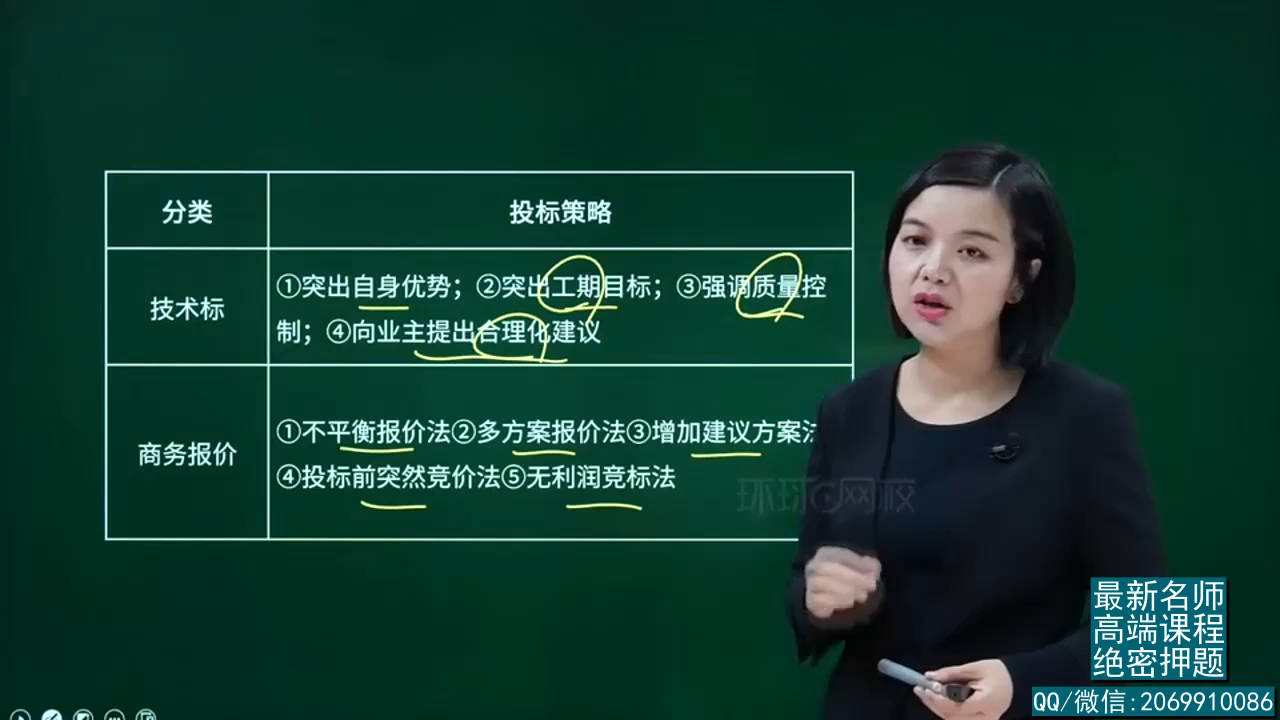 分类
投标策略
技术标
①突出自身优势；②突出工期目标；③强调质量控
制；④向业主提出合理化建议
商务报价
①不平衡报价法②多方案报价法③增加建议方案法
④投标前突然竞价法⑤无利润竞标法
环球网校
最新名师
高端课程
绝密押题
QQ/微信:2069910086